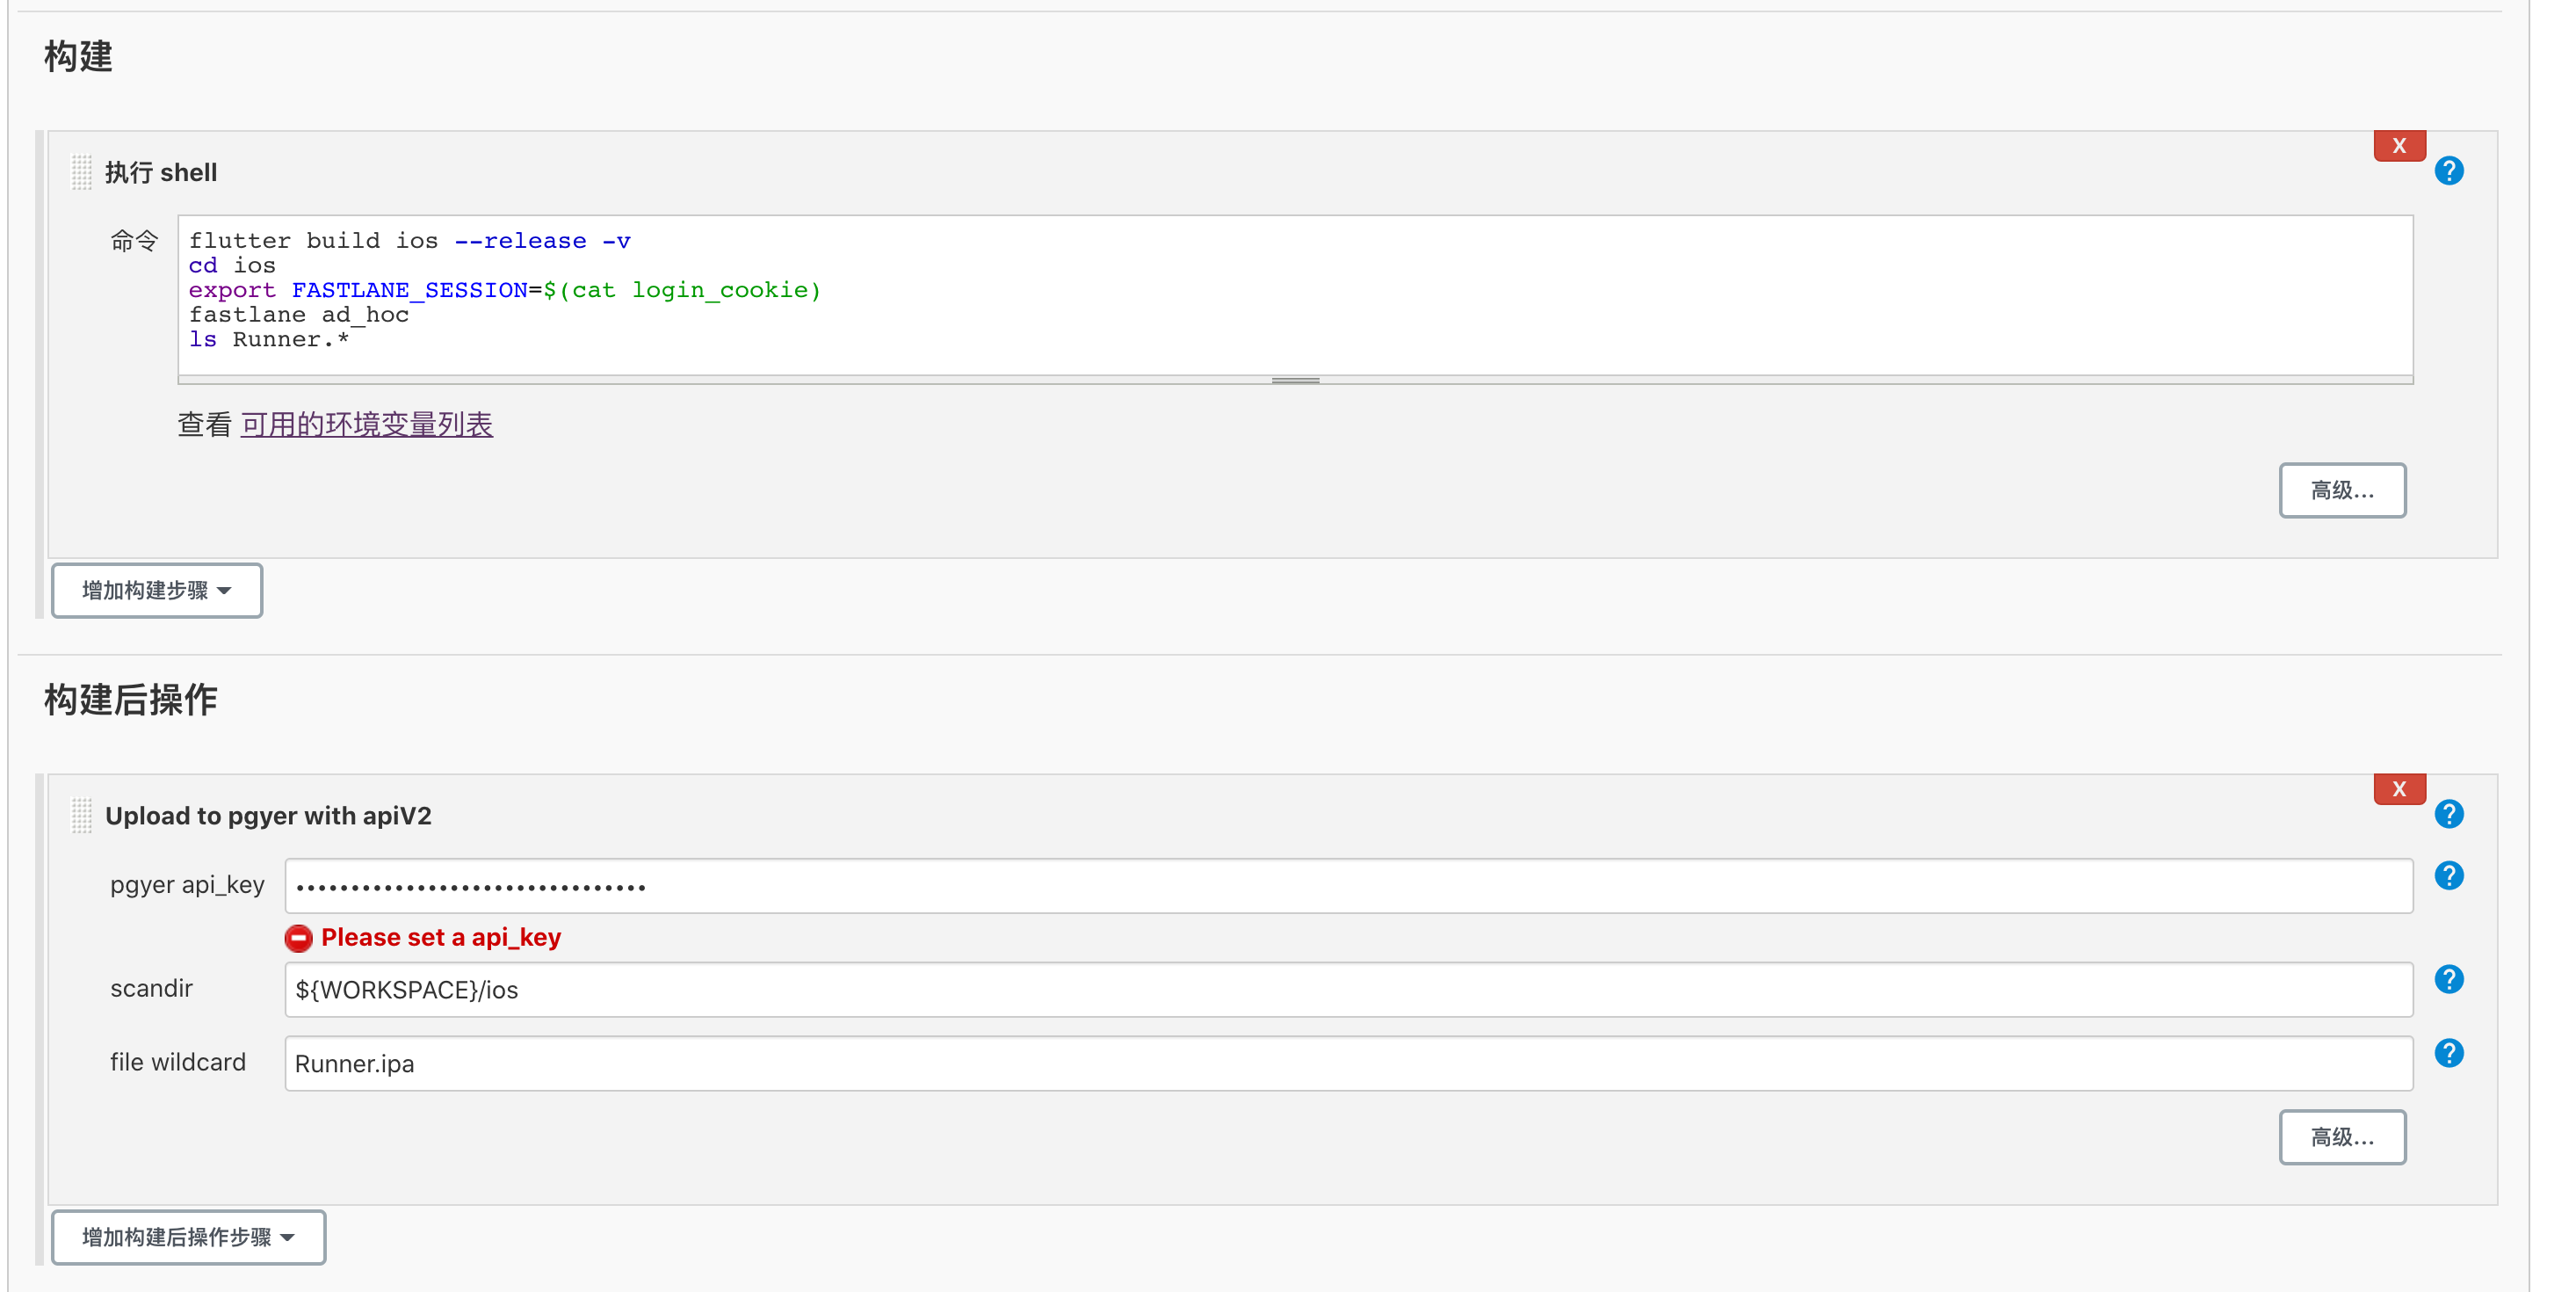 构建
X
执行 shell
?
命令
flutter build ios --release -v
cd ios
export FASTLANE_SESSION=$(cat login_cookie)
fastlane ad_hoc
ls Runner.*
查看 可用的环境变量列表
高级...
增加构建步骤
构建后操作
X
Upload to pgyer with apiV2
?
pgyer api_key
••••••••••••••••••••••••••••••••
?
Please set a api_key
scandir
${WORKSPACE}/ios
?
file wildcard
Runner.ipa
?
高级...
增加构建后操作步骤